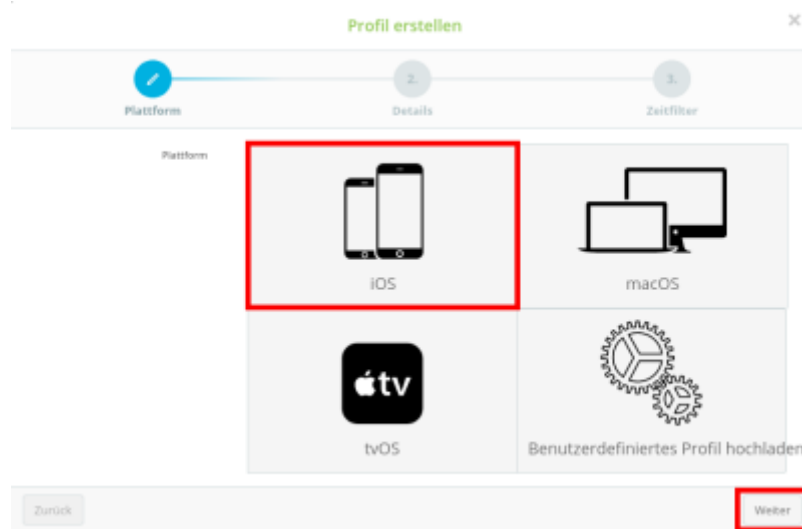 Profil erstellen
×
2.
3.
Plattform
Details
Zeitfilter
Plattform
iOS
macOS
tv
tvOS
Benutzerdefiniertes Profil hochladen
Zurück
Weiter